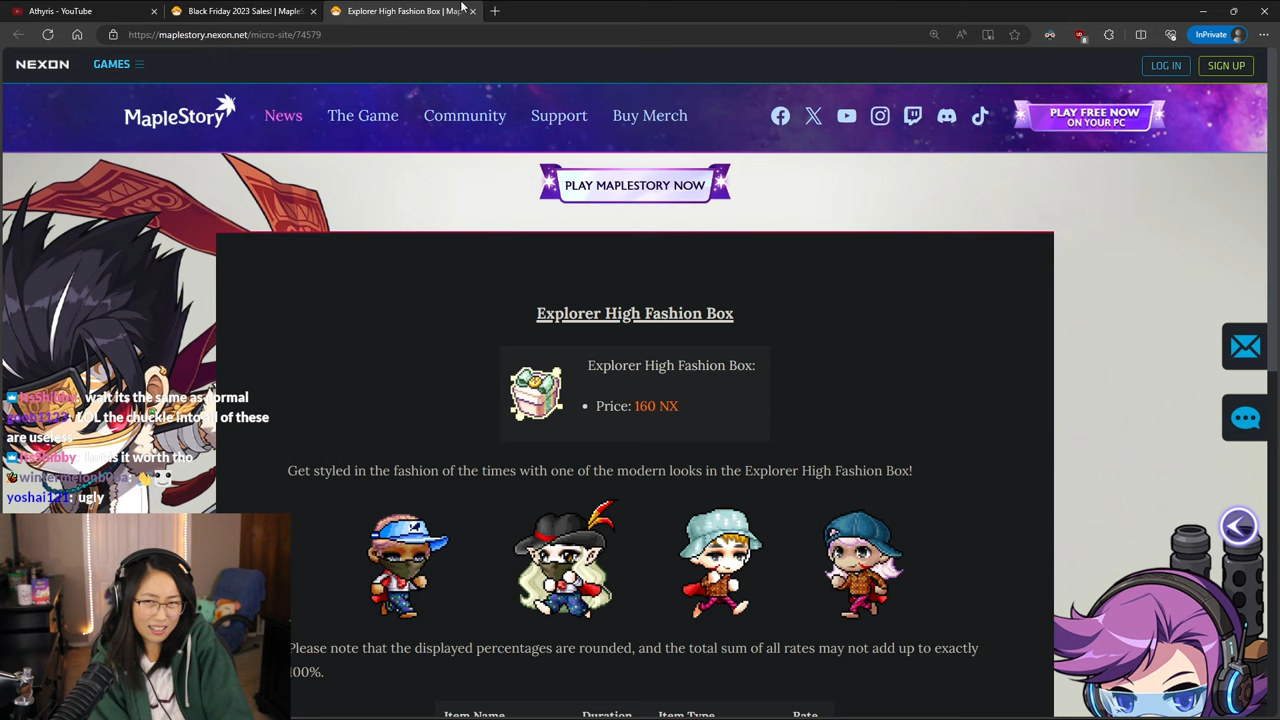 Athyris - YouTube
Black Friday 2023 Sales! | MapleS
Explorer High Fashion Box | Map
https://maplestory.nexon.net/micro-site/74579
InPrivate
NEXON
GAMES
LOG IN
SIGN UP
MapleStory
News
The Game
Community
Support
Buy Merch
PLAY FREE NOW
ON YOUR PC
PLAY MAPLESTORY NOW
Explorer High Fashion Box
Explorer High Fashion Box:
Price: 160 NX
wait its the same as normal
LOL the chuckle into all of these
are useless
but is it worth tho
yoshai121: ugly
Get styled in the fashion of the times with one of the modern looks in the Explorer High Fashion Box!
Please note that the displayed percentages are rounded, and the total sum of all rates may not add up to exactly
100%.
Item Name
Duration
Item Type
Rate